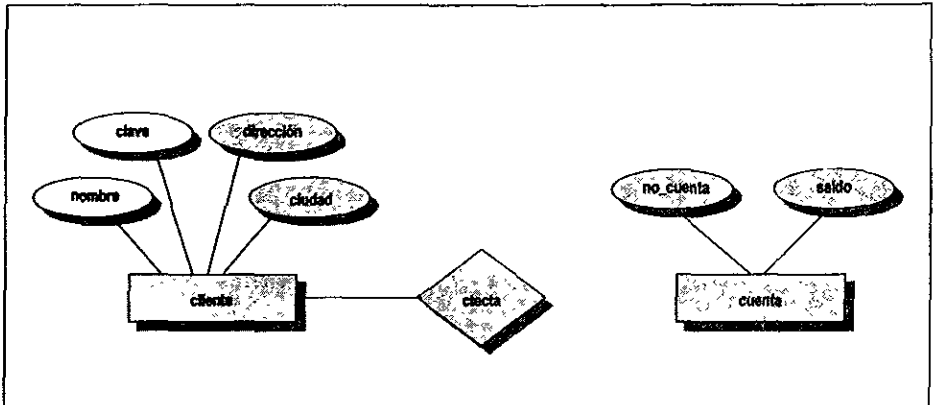 clave
dirección
nombre
ciudad
no_cuenta
saldo
cliente
ctecta
cuenta